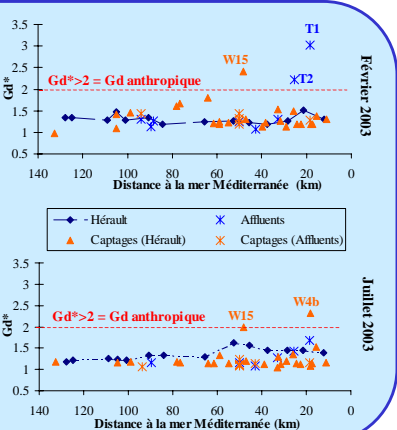 3.5
3
2.5
2
1.5
1
0.5
Gd*
T1
W15
T2
Gd*>2 = Gd anthropique
Février 2003
140 120 100 80 60 40 20 0
Distance à la mer Méditerranée (km)
Hérault
Affluents
Captages (Hérault)
Captages (Affluents)
3.5
3
2.5
2
1.5
1
0.5
Gd*
Gd*>2 = Gd anthropique
W15
W4b
Juillet 2003
140 120 100 80 60 40 20 0
Distance à la mer Méditerranée (km)